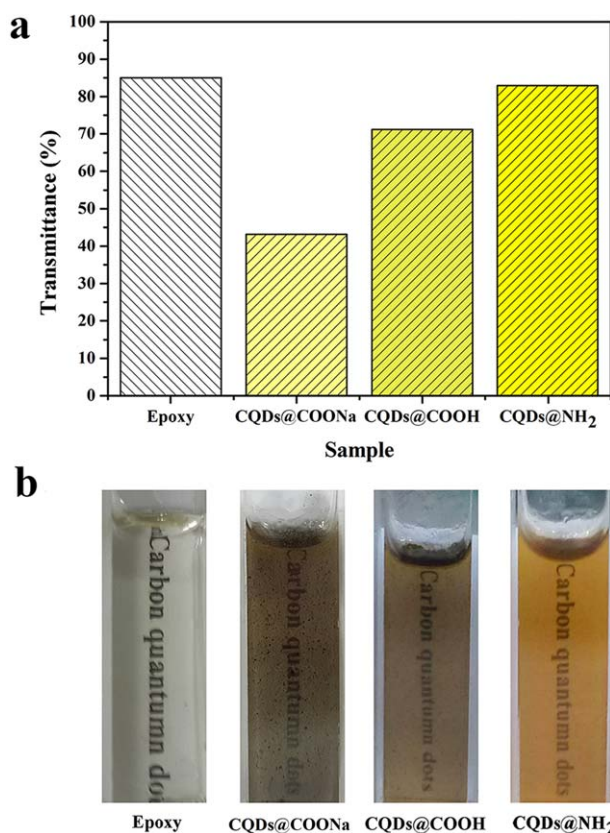 a
100
90
80
70
60
50
40
30
20
10
0
Transmittance (%)
Epoxy CQDs@COONa CQDs@COOH CQDs@NH2
Sample
b
Carbon quantumn dots
Carbon quantumn dots
Carbon quantumn dots
Carbon quantumn dots
Epoxy CQDs@COONa CQDs@COOH CQDs@NH2